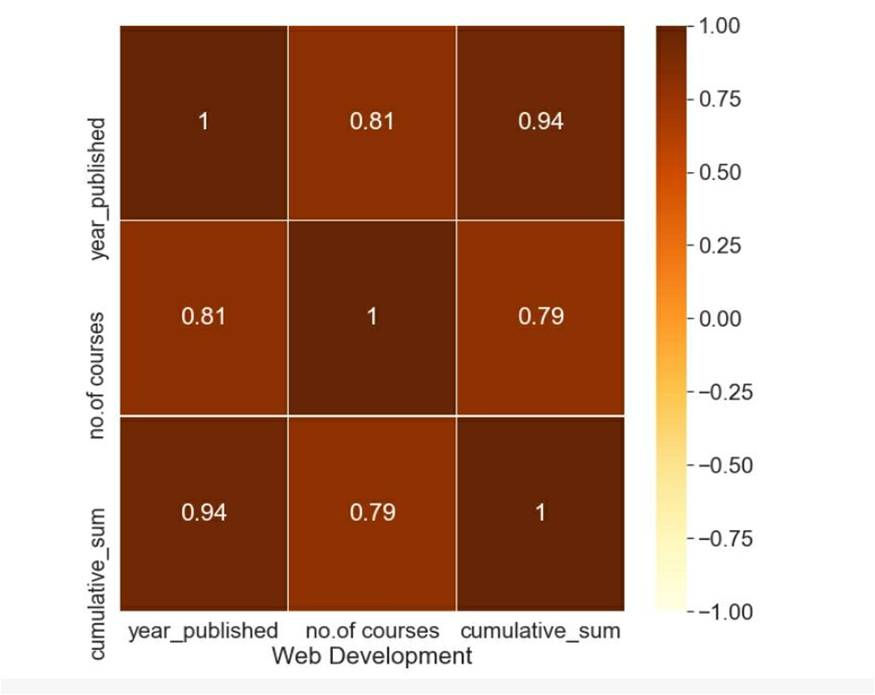 1.00
year_published 1 0.81 0.94
0.75
0.50
0.25
no.of courses 0.81 1 0.79
0.00
−0.25
−0.50
cumulative_sum 0.94 0.79 1
−0.75
−1.00
year_published no.of courses cumulative_sum
Web Development